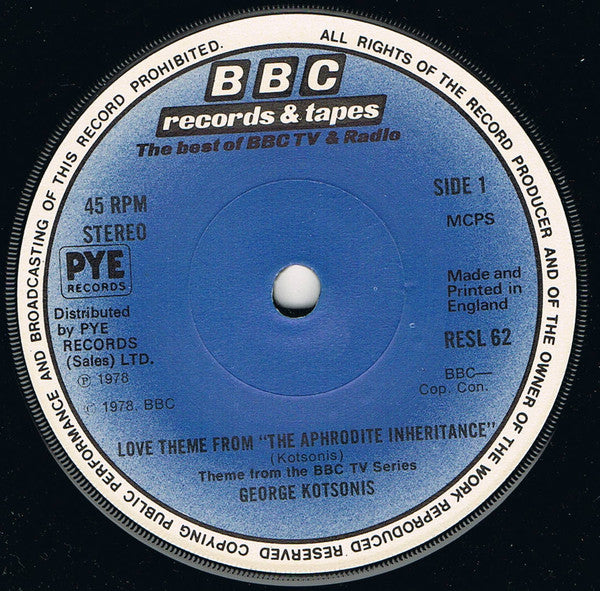 ALL RIGHTS OF THE RECORD PRODUCER AND OF THE OWNER OF THE WORK REPRODUCED RESERVED COPYING PUBLIC PERFORMANCE AND BROADCASTING OF THIS RECORD PROHIBITED.
BBC
records & tapes
The best of BBC TV & Radio
45 RPM
STEREO
PYE
RECORDS
Distributed
by PYE
RECORDS
(Sales) LTD.
Ⓟ 1978
© 1978. BBC
SIDE 1
MCPS
Made and
Printed in
England
RESL 62
BBC—
Cop. Con.
LOVE THEME FROM "THE APHRODITE INHERITANCE"
(Kotsonis)
Theme from the BBC TV Series
GEORGE KOTSONIS